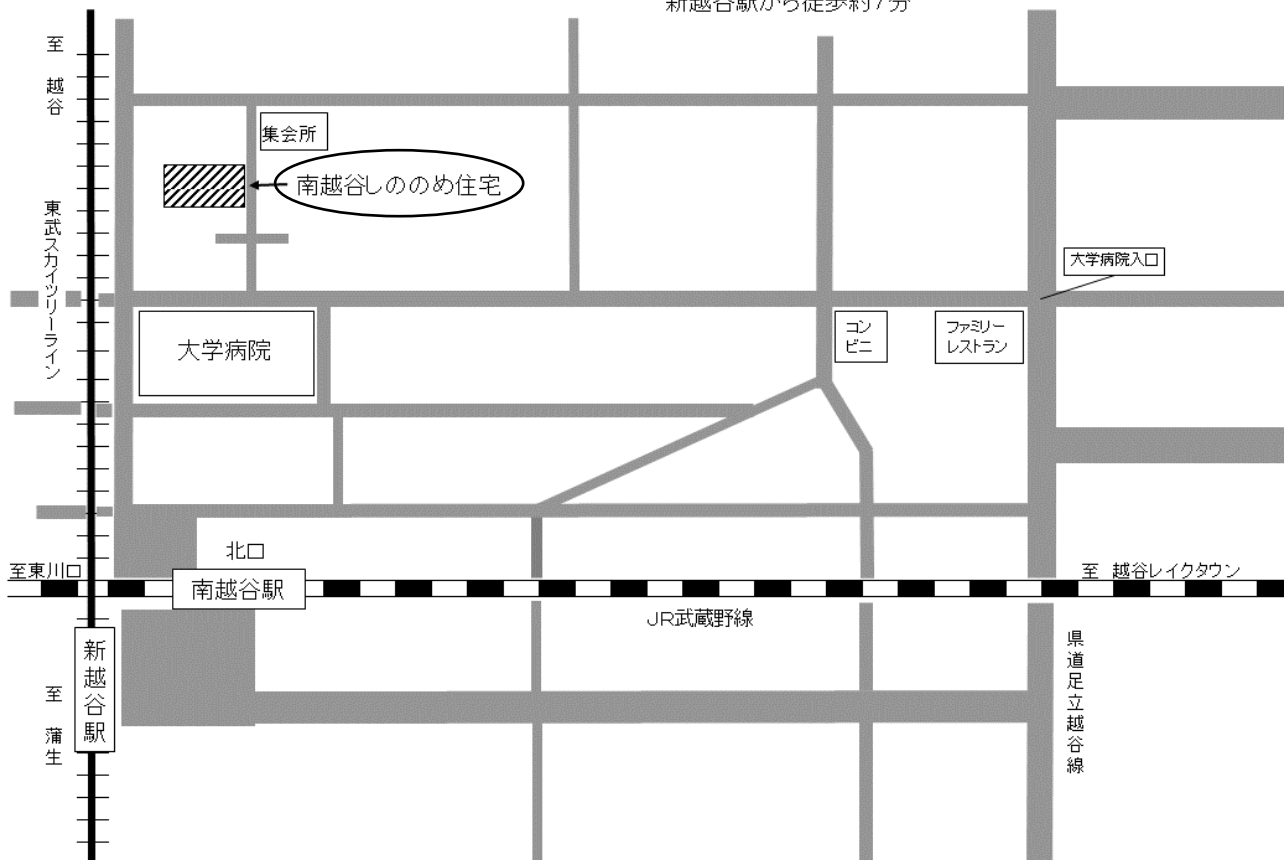 新越谷駅から徒歩約7分
至 越谷
集会所
南越谷しののめ住宅
東武スカイツリーライン
大学病院入口
大学病院
コン
ビニ
ファミリー
レストラン
北口
至東川口
南越谷駅
至 越谷レイクタウン
JR武蔵野線
新越谷駅
至 蒲生
県道足立越谷線